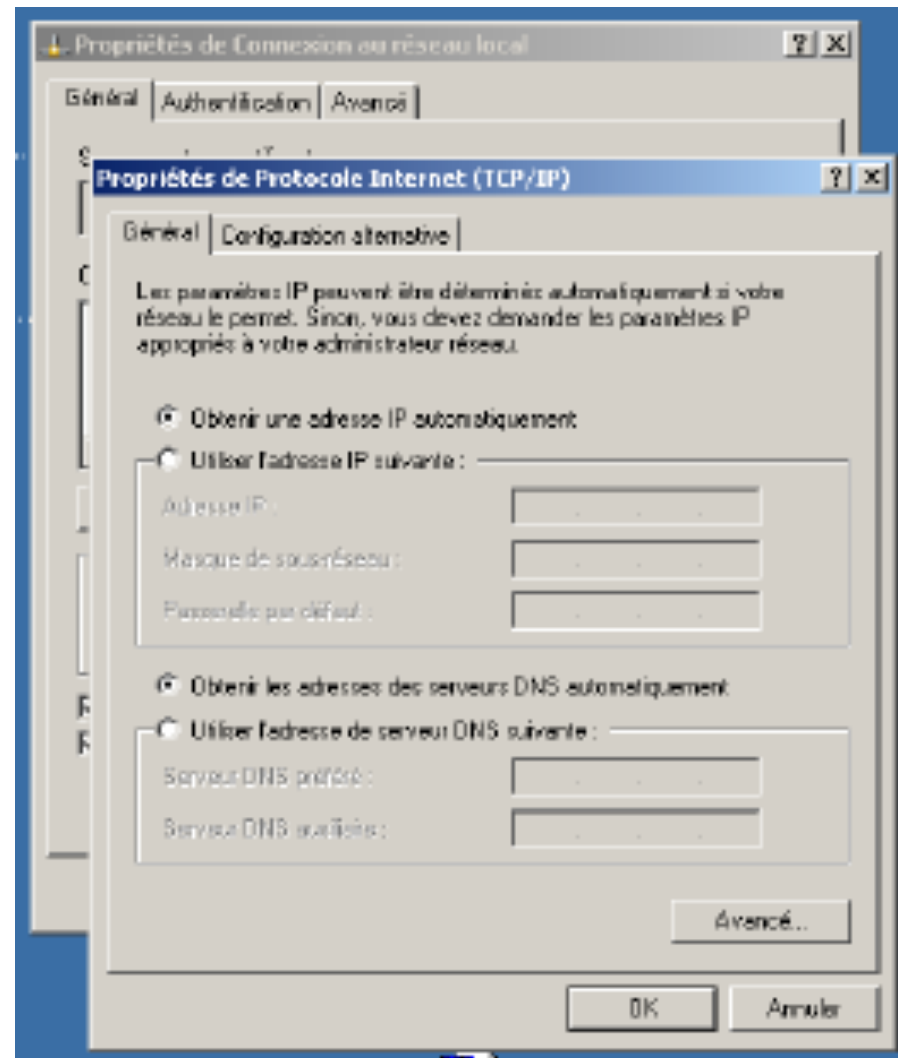 Propriétés de Connexion au réseau local
Général Authentification Avancé
Propriétés de Protocole Internet (TCP/IP)
Général Configuration alternative
Les paramètres IP peuvent être déterminés automatiquement si votre
réseau le permet. Sinon, vous devez demander les paramètres IP
appropriés à votre administrateur réseau.
Obtenir une adresse IP automatiquement
Utiliser l'adresse IP suivante :
Adresse IP :
Masque de sous-réseau :
Passerelle par défaut :
Obtenir les adresses des serveurs DNS automatiquement
Utiliser l'adresse de serveur DNS suivante :
Serveur DNS préféré :
Serveur DNS auxiliaire :
Avancé...
OK Annuler